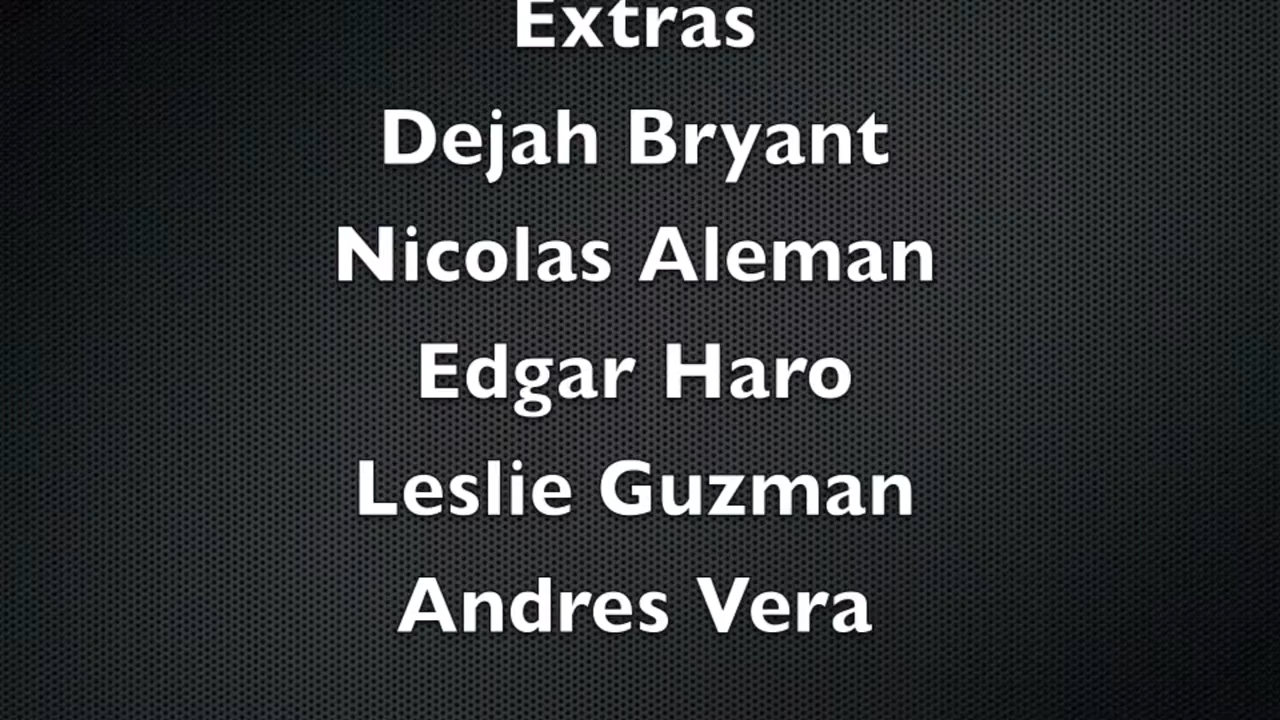 Extras
Dejah Bryant
Nicolas Aleman
Edgar Haro
Leslie Guzman
Andres Vera